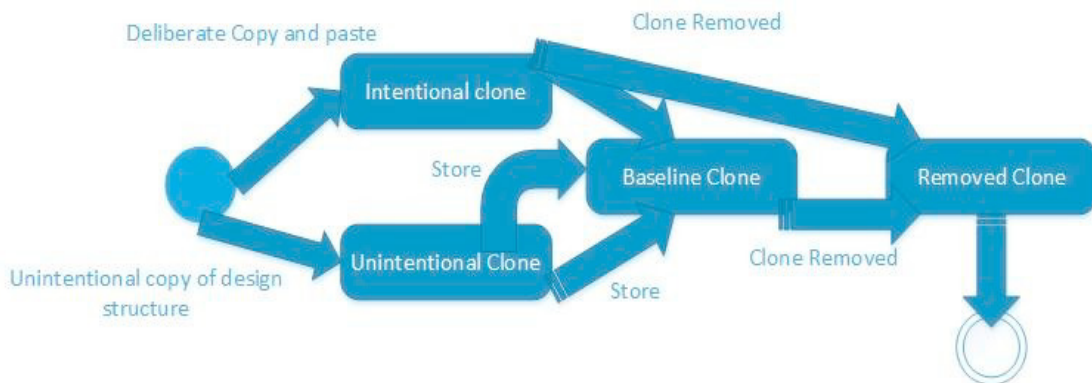 Deliberate Copy and paste
Clone Removed
Intentional clone
Store
Baseline Clone
Removed Clone
Unintentional Clone
Clone Removed
Unintentional copy of design
structure
Store